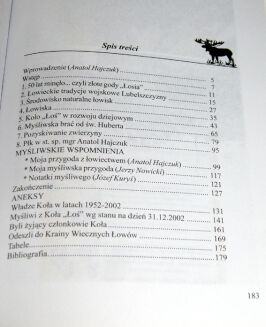 Spis treści
Wprowadzenie (Anatol Hajczuk)
Wstęp 5
1. 50 lat minęło... czyli złote gody „Łosia” 7
2. Łowieckie tradycje wojskowe Lubelszczyzny 11
3. Środowisko naturalne łowisk 15
4. Łowiska 27
5. Koło „Łoś” w rozwoju dziejowym 35
6. Myśliwska brać od św. Huberta 43
7. Pozyskiwanie zwierzyny 65
8. Płk w st. sp. mgr Anatol Hajczuk 79
MYŚLIWSKIE WSPOMNIENIA 95
* Moja przygoda z łowiectwem (Anatol Hajczuk) 99
* Moja myśliwska przygoda (Jerzy Nowicki) 117
* Notatki myśliwego (Józef Kuryś) 121
Zakończenie 127
ANEKSY
Władze Koła w latach 1952-2002 131
Myśliwi z Koła „Łoś” wg stanu na dzień 31.12.2002 141
Byli żyjący członkowie Koła 161
Odeszli do Krainy Wiecznych Łowów 169
Tabele 175
Bibliografia 179
183